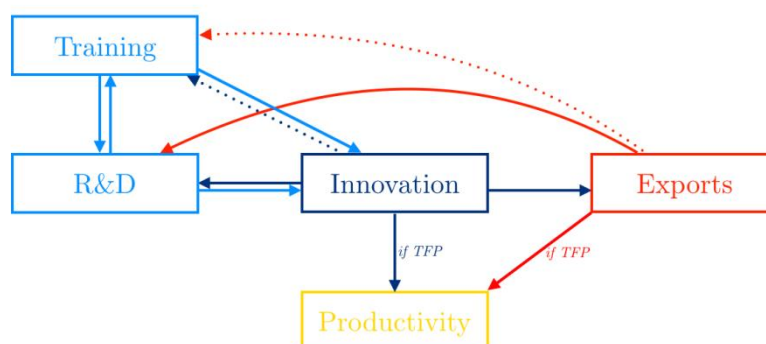 Training
R&D
Innovation
Exports
if TFP
if TFP
Productivity